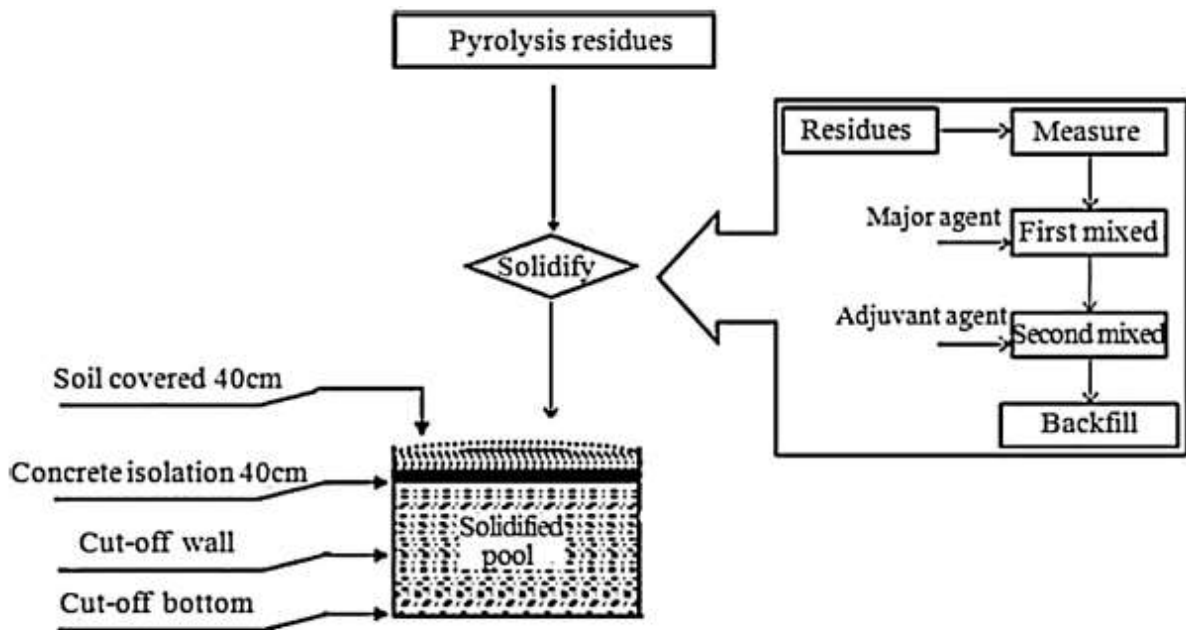 Pyrolysis residues
Residues
Measure
Major agent
First mixed
Solidify
Adjuvant agent
Second mixed
Soil covered 40cm
Backfill
Concrete isolation 40cm
Solidified
pool
Cut-off wall
Cut-off bottom